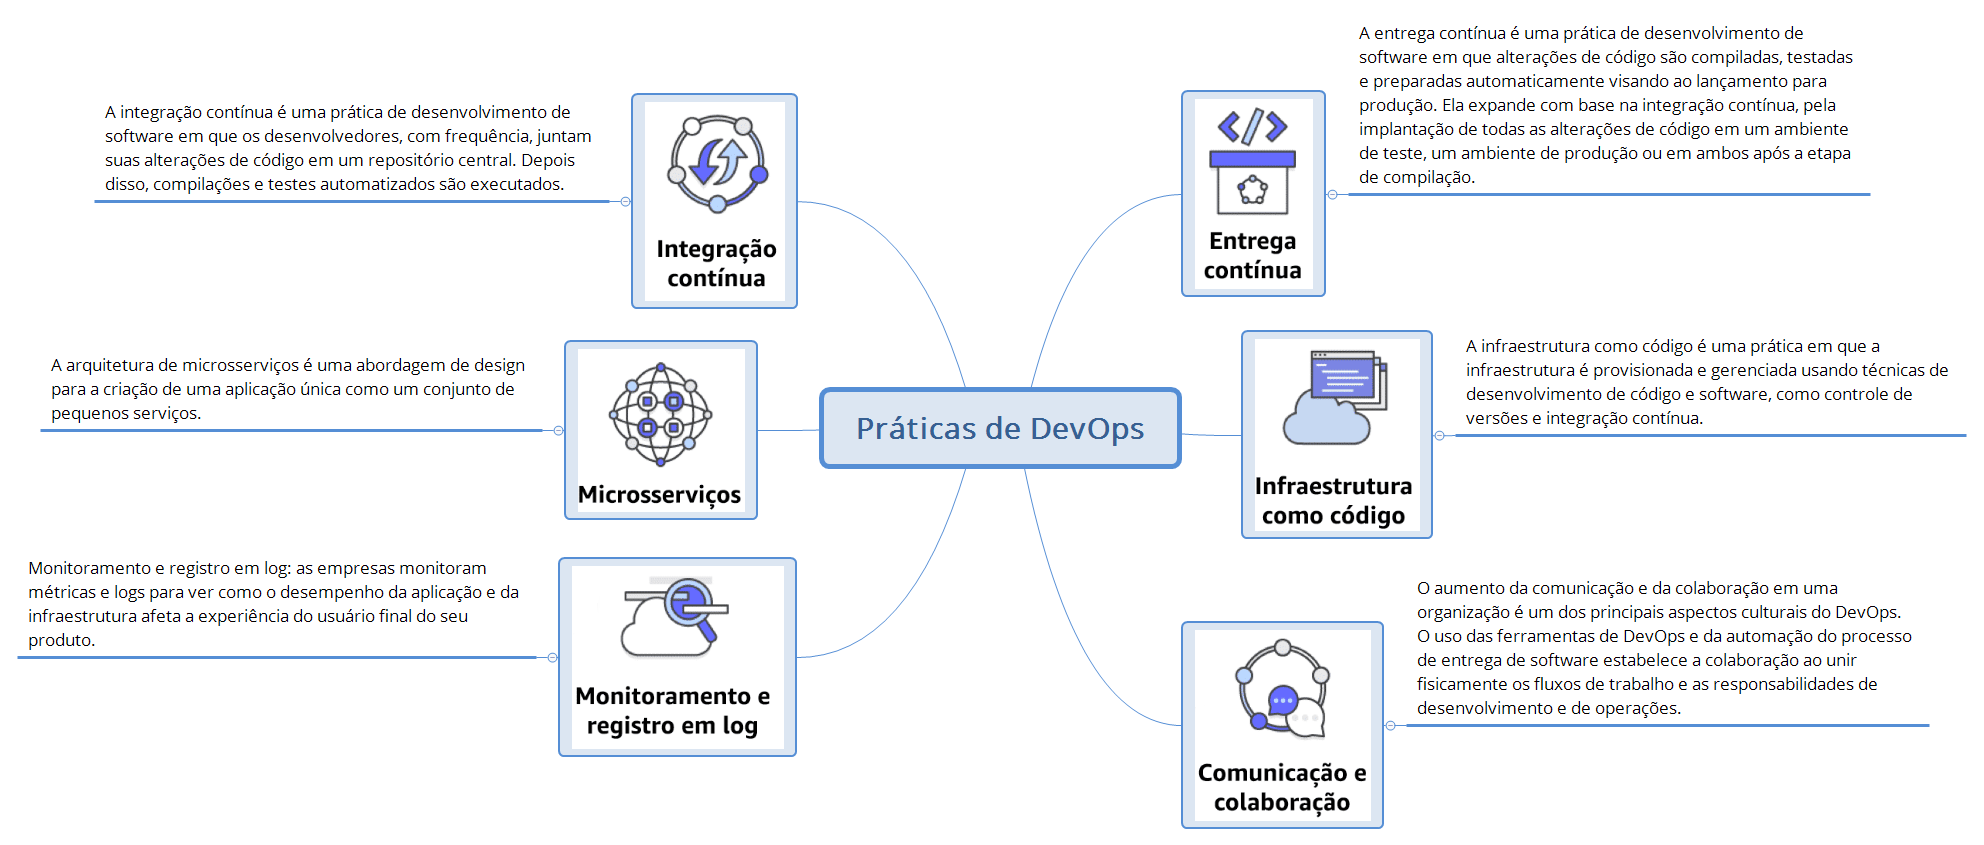 A integração contínua é uma prática de desenvolvimento de
software em que os desenvolvedores, com frequência, juntam
suas alterações de código em um repositório central. Depois
disso, compilações e testes automatizados são executados.
Integração
contínua
A arquitetura de microsserviços é uma abordagem de design
para a criação de uma aplicação única como um conjunto de
pequenos serviços.
Microsserviços
Monitoramento e registro em log: as empresas monitoram
métricas e logs para ver como o desempenho da aplicação e da
infraestrutura afeta a experiência do usuário final do seu
produto.
Monitoramento e
registro em log
Práticas de DevOps
A entrega contínua é uma prática de desenvolvimento de
software em que alterações de código são compiladas, testadas
e preparadas automaticamente visando ao lançamento para
produção. Ela expande com base na integração contínua, pela
implantação de todas as alterações de código em um ambiente
de teste, um ambiente de produção ou em ambos após a etapa
de compilação.
Entrega
contínua
A infraestrutura como código é uma prática em que a
infraestrutura é provisionada e gerenciada usando técnicas de
desenvolvimento de código e software, como controle de
versões e integração contínua.
Infraestrutura
como código
O aumento da comunicação e da colaboração em uma
organização é um dos principais aspectos culturais do DevOps.
O uso das ferramentas de DevOps e da automação do processo
de entrega de software estabelece a colaboração ao unir
fisicamente os fluxos de trabalho e as responsabilidades de
desenvolvimento e de operações.
Comunicação e
colaboração